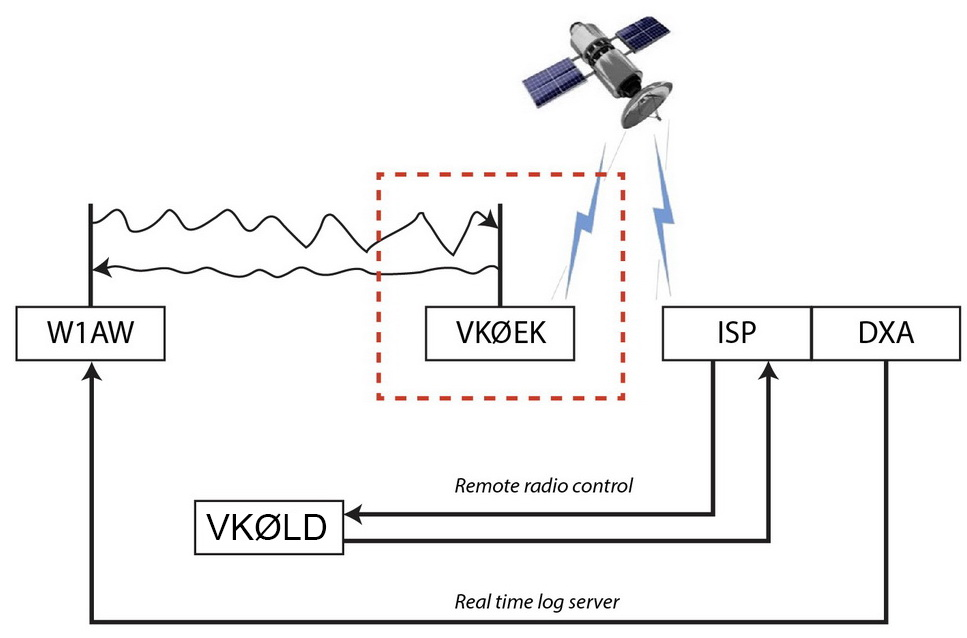 W1AW
VKØEK
ISP
DXA
Remote radio control
VKØLD
Real time log server